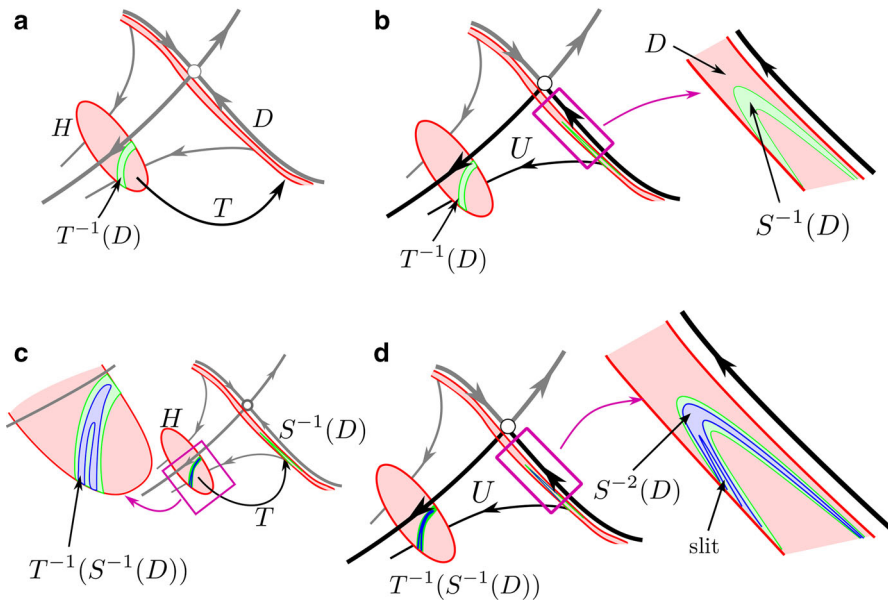 a
H
D
T
T⁻¹(D)
b
D
U
T⁻¹(D)
S⁻¹(D)
c
H
S⁻¹(D)
T
T⁻¹(S⁻¹(D))
d
U
S⁻²(D)
slit
T⁻¹(S⁻¹(D))